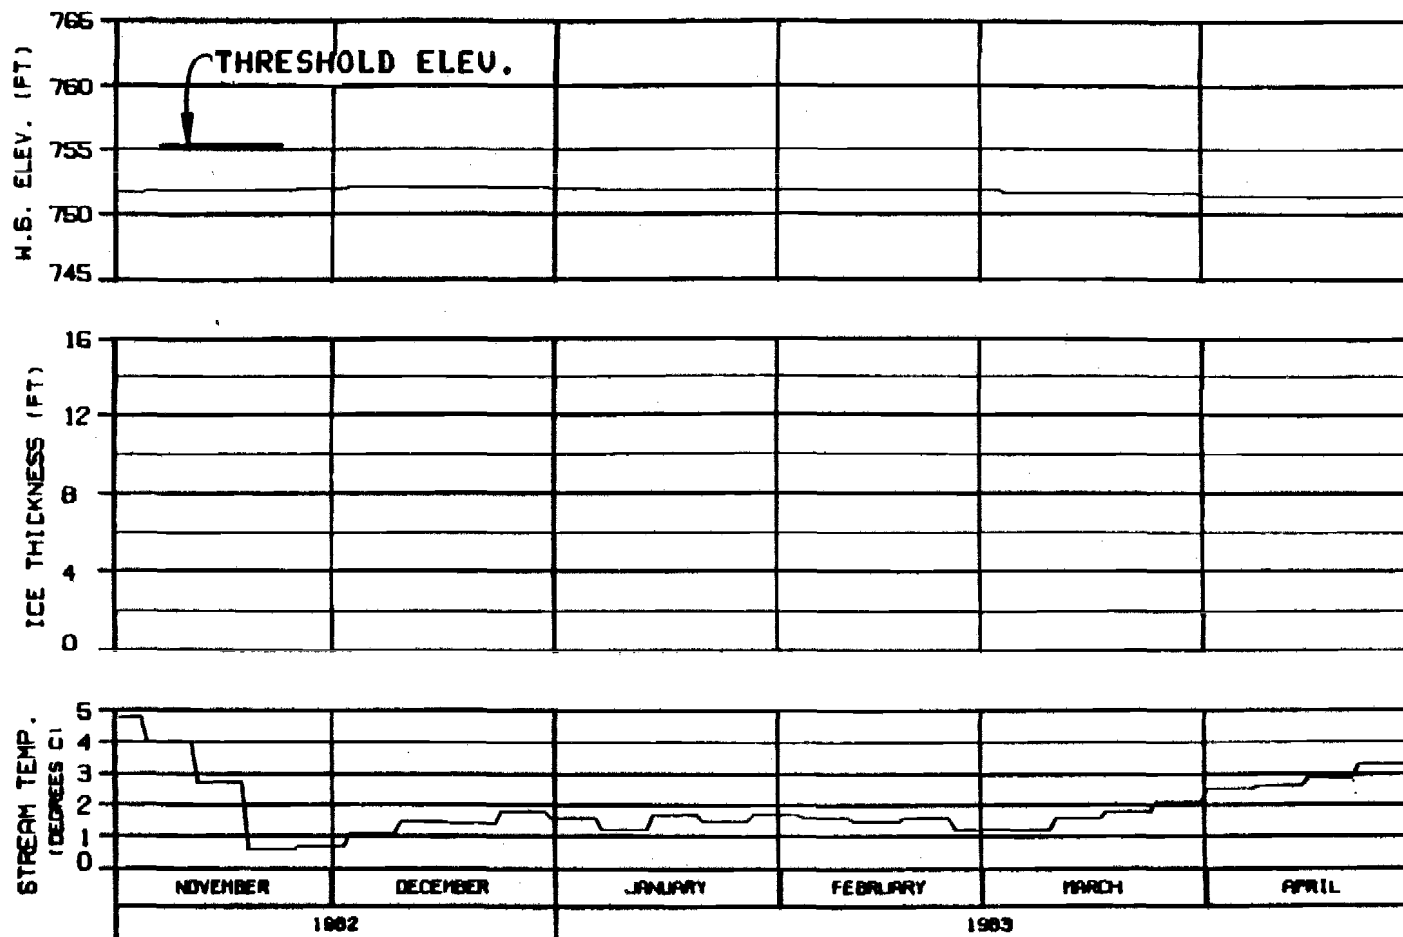 765
THRESHOLD ELEV.
760
755
750
745
W.S. ELEV. (FT)
16
12
8
4
0
ICE THICKNESS (FT)
5
4
3
2
1
0
STREAM TEMP.
(DEGREES C)
NOVEMBER DECEMBER JANUARY FEBRUARY MARCH APRIL
1982 1983